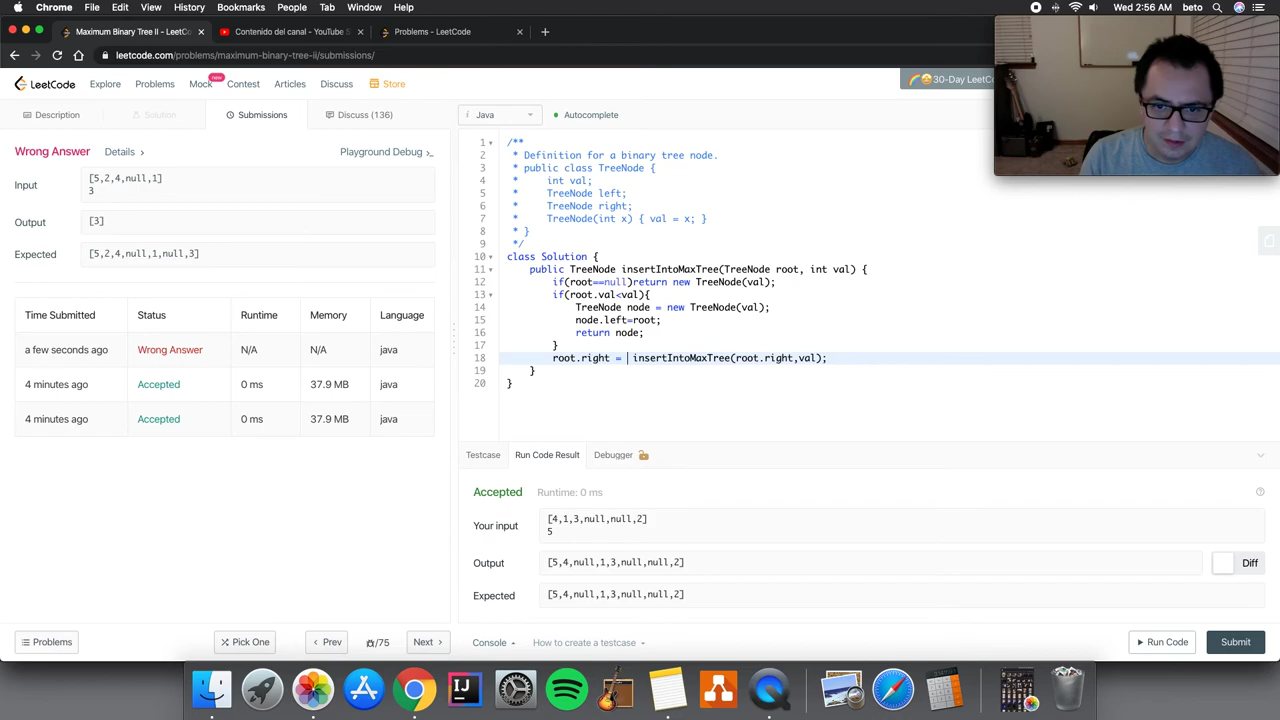 Chrome File Edit View History Bookmarks People Tab Window Help
Wed 2:56 AM beto
Maximum Binary Tree II - LeetCo
Contenido del canal - YouTube S
Problems - LeetCode
leetcode.com/problems/maximum-binary-tree-ii/submissions/
LeetCode Explore Problems Mock new Contest Articles Discuss Store
30-Day LeetCo
Description Solution Submissions Discuss (136)
Java Autocomplete
Wrong Answer Details > Playground Debug >_
Input
[5,2,4,null,1]
3
Output
[3]
Expected
[5,2,4,null,1,null,3]
Time Submitted Status Runtime Memory Language
a few seconds ago Wrong Answer N/A N/A java
4 minutes ago Accepted 0 ms 37.9 MB java
4 minutes ago Accepted 0 ms 37.9 MB java
1 /**
2 * Definition for a binary tree node.
3 * public class TreeNode {
4 * int val;
5 * TreeNode left;
6 * TreeNode right;
7 * TreeNode(int x) { val = x; }
8 * }
9 */
10 class Solution {
11 public TreeNode insertIntoMaxTree(TreeNode root, int val) {
12 if(root==null)return new TreeNode(val);
13 if(root.val<val){
14 TreeNode node = new TreeNode(val);
15 node.left=root;
16 return node;
17 }
18 root.right = insertIntoMaxTree(root.right,val);
19 }
20 }
Testcase Run Code Result Debugger
Accepted Runtime: 0 ms
Your input
[4,1,3,null,null,2]
5
Output
[5,4,null,1,3,null,null,2]
Diff
Expected
[5,4,null,1,3,null,null,2]
Problems Pick One < Prev /75 Next >
Console How to create a testcase Run Code Submit